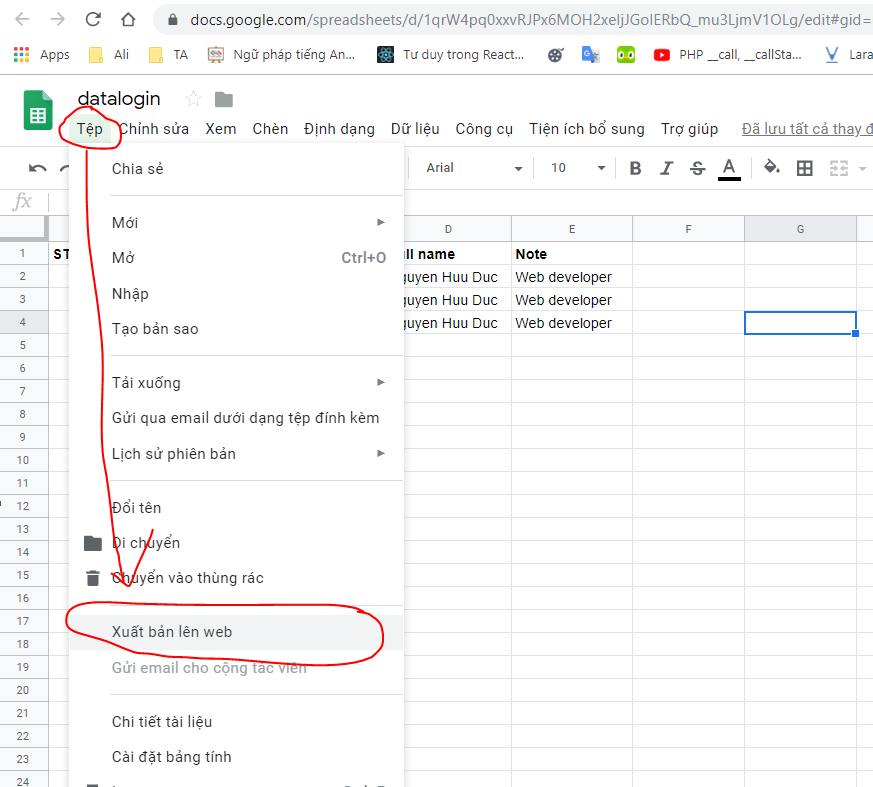 docs.google.com/spreadsheets/d/1qrW4pq0xxvRJPx6MOH2xeljJGolERbQ_mu3LjmV1OLg/edit#gid=
Apps Ali TA Ngữ pháp tiếng An... Tư duy trong React... PHP __call, __callSta... Lara
datalogin
Tệp Chỉnh sửa Xem Chèn Định dạng Dữ liệu Công cụ Tiện ích bổ sung Trợ giúp Đã lưu tất cả thay đ
Chia sẻ Arial 10 B I S A
fx
D E F G
1 ST ull name Note
2 guyen Huu Duc Web developer
3 guyen Huu Duc Web developer
4 guyen Huu Duc Web developer
5
6
7
8
9
10
11
12
13
14
15
16
17
18
19
20
21
22
23
24
Mới
Mở Ctrl+O
Nhập
Tạo bản sao
Tải xuống
Gửi qua email dưới dạng tệp đính kèm
Lịch sử phiên bản
Đổi tên
Di chuyển
Chuyển vào thùng rác
Xuất bản lên web
Gửi email cho cộng tác viên
Chi tiết tài liệu
Cài đặt bảng tính